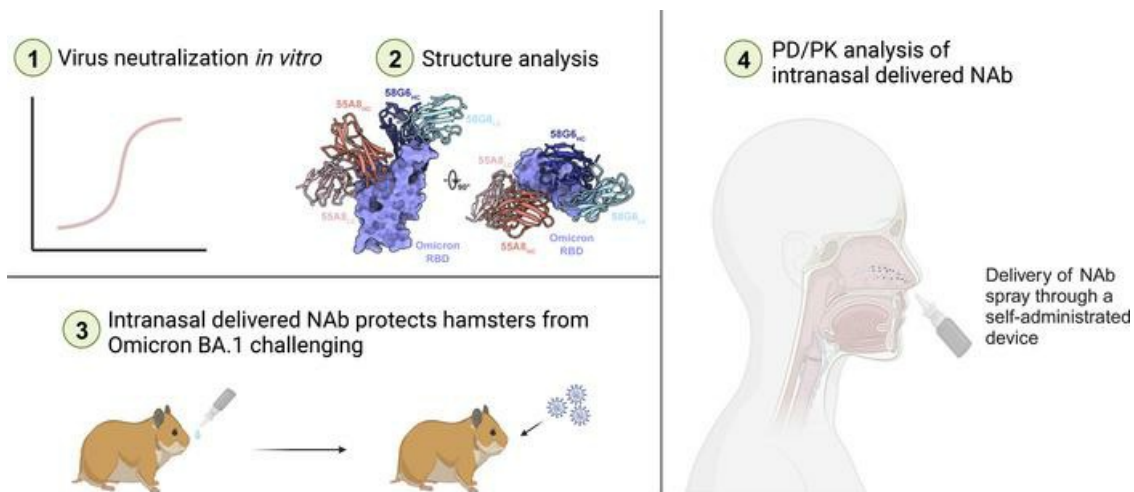 1 Virus neutralization in vitro
2 Structure analysis
55A8HC
58G6HC
58G6LC
55A8LC
Omicron
RBD
90°
58G6HC
55A8LC
58G6LC
55A8HC
Omicron
RBD
3 Intranasal delivered NAb protects hamsters from
Omicron BA.1 challenging
4 PD/PK analysis of
intranasal delivered NAb
Delivery of NAb
spray through a
self-administrated
device